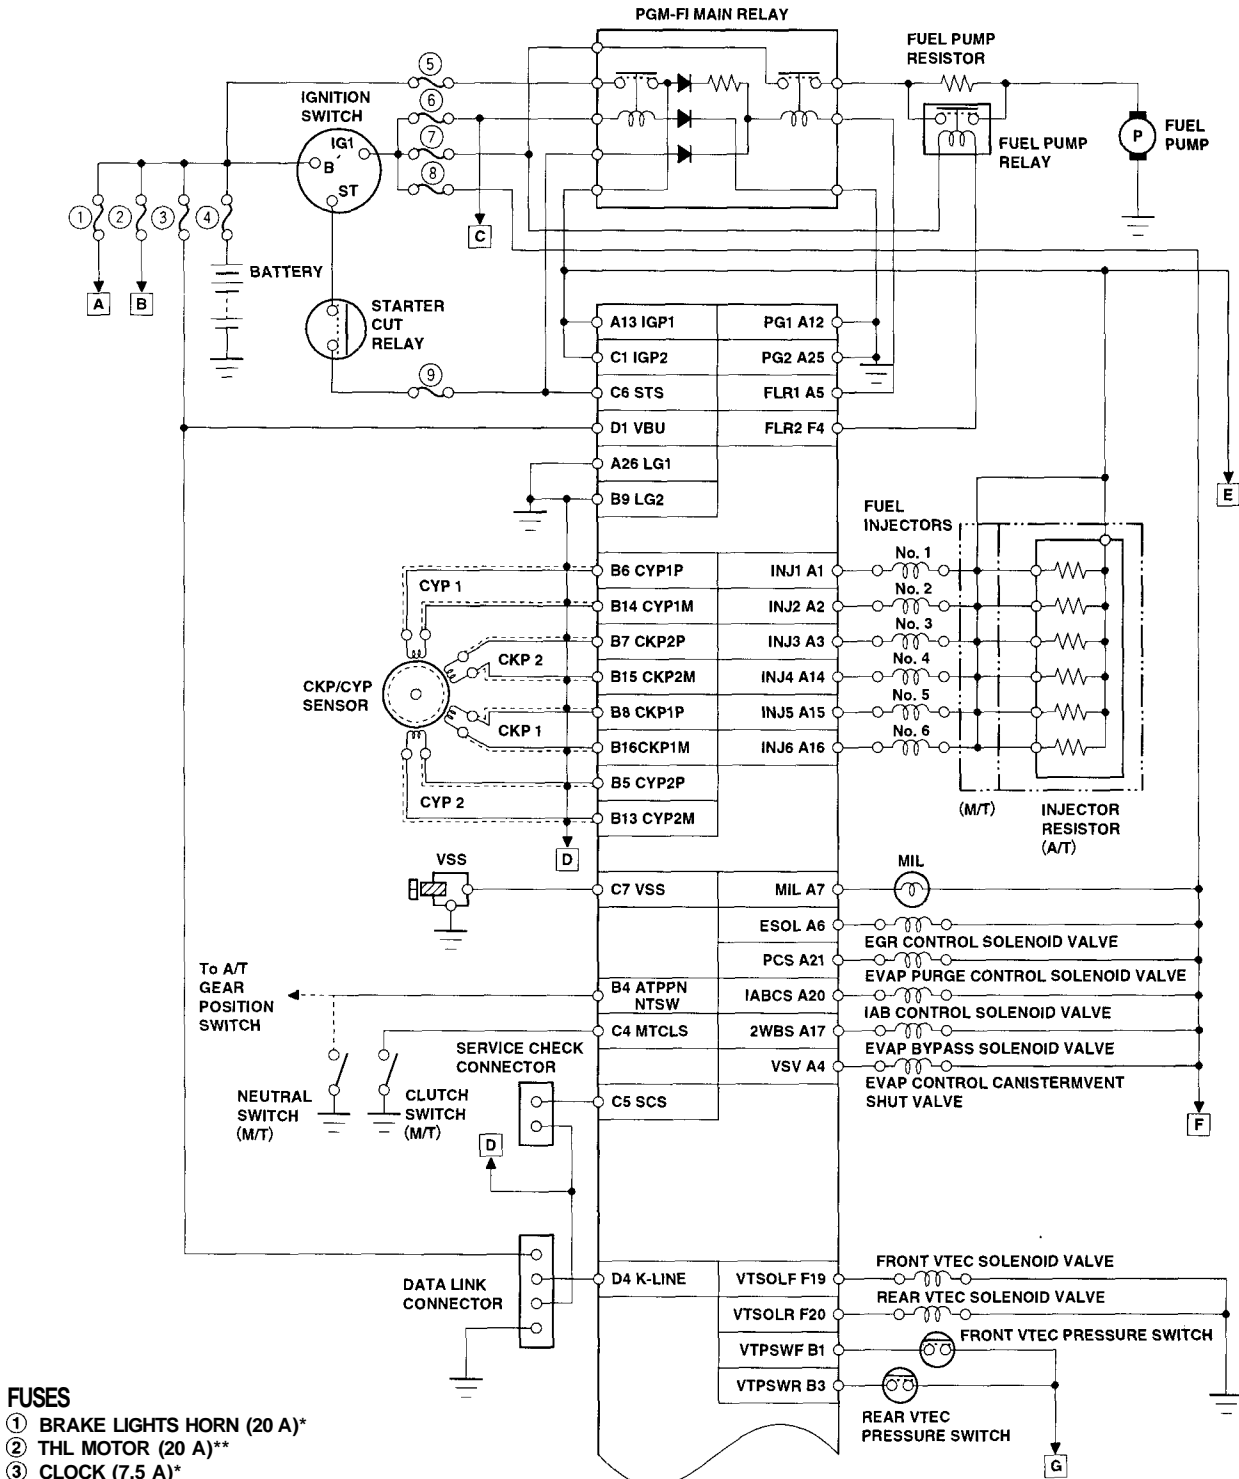 PGM-FI MAIN RELAY
FUEL PUMP
RESISTOR
5
IGNITION
SWITCH
6
IG1
7
B
8
ST
FUEL PUMP
RELAY
P
FUEL
PUMP
1
2
3
4
C
BATTERY
A
B
STARTER
CUT
RELAY
9
A13 IGP1
PG1 A12
C1 IGP2
PG2 A25
C6 STS
FLR1 A5
D1 VBU
FLR2 F4
A26 LG1
B9 LG2
E
FUEL
INJECTORS
No. 1
B6 CYP1P
INJ1 A1
CYP 1
No. 2
B14 CYP1M
INJ2 A2
No. 3
B7 CKP2P
INJ3 A3
CKP 2
No. 4
B15 CKP2M
INJ4 A14
CKP/CYP
SENSOR
No. 5
B8 CKP1P
INJ5 A15
CKP 1
No. 6
B16CKP1M
INJ6 A16
B5 CYP2P
CYP 2
B13 CYP2M
(M/T)
INJECTOR
RESISTOR
(A/T)
D
VSS
MIL
C7 VSS
MIL A7
ESOL A6
EGR CONTROL SOLENOID VALVE
PCS A21
EVAP PURGE CONTROL SOLENOID VALVE
To A/T
GEAR
POSITION
SWITCH
B4 ATPPN
NTSW
IABCS A20
IAB CONTROL SOLENOID VALVE
C4 MTCLS
2WBS A17
EVAP BYPASS SOLENOID VALVE
SERVICE CHECK
CONNECTOR
VSV A4
EVAP CONTROL CANISTERMVENT
SHUT VALVE
NEUTRAL
SWITCH
(M/T)
CLUTCH
SWITCH
(M/T)
C5 SCS
F
D
DATA LINK
CONNECTOR
D4 K-LINE
VTSOLF F19
FRONT VTEC SOLENOID VALVE
VTSOLR F20
REAR VTEC SOLENOID VALVE
VTPSWF B1
FRONT VTEC PRESSURE SWITCH
VTPSWR B3
REAR VTEC
PRESSURE SWITCH
G
FUSES
1 BRAKE LIGHTS HORN (20 A)*
2 THL MOTOR (20 A)**
3 CLOCK (7.5 A)*